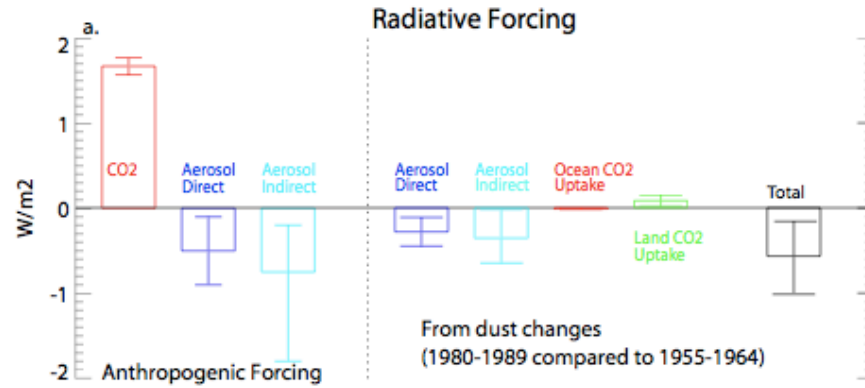 Radiative Forcing
a.
W/m2
2
1
0
-1
-2
CO2
Aerosol
Direct
Aerosol
Indirect
Aerosol
Direct
Aerosol
Indirect
Ocean CO2
Uptake
Land CO2
Uptake
Total
Anthropogenic Forcing
From dust changes
(1980-1989 compared to 1955-1964)